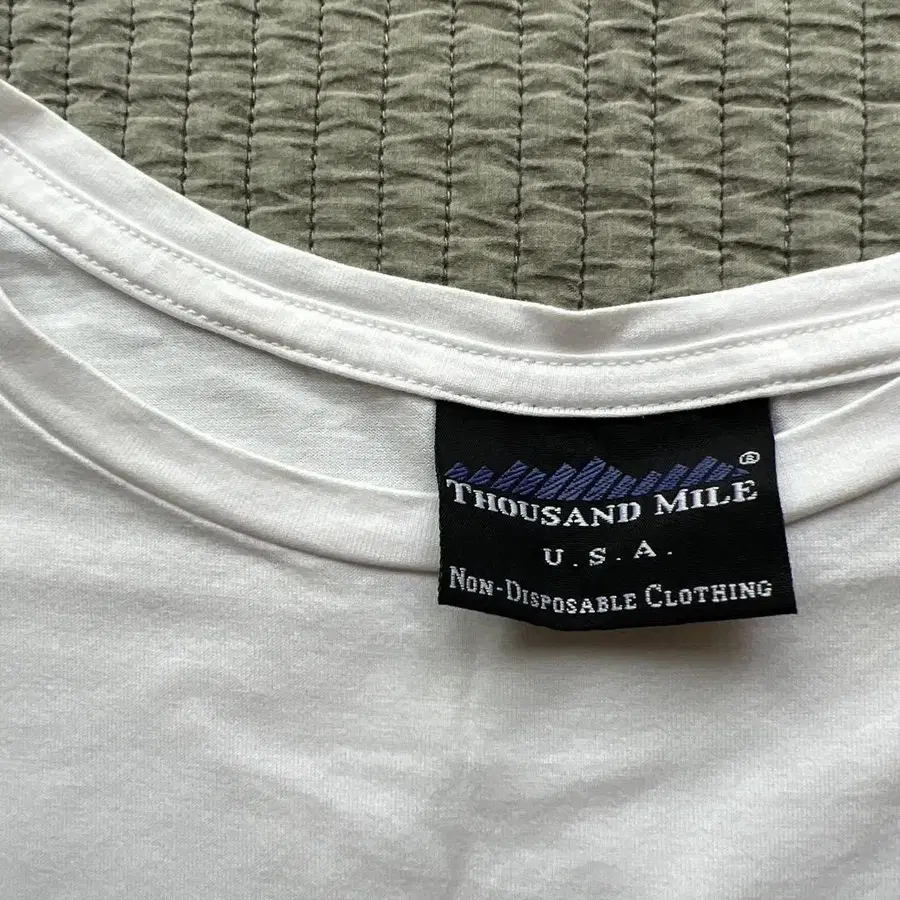 ®
THOUSAND MILE
U.S.A.
NON-DISPOSABLE CLOTHING